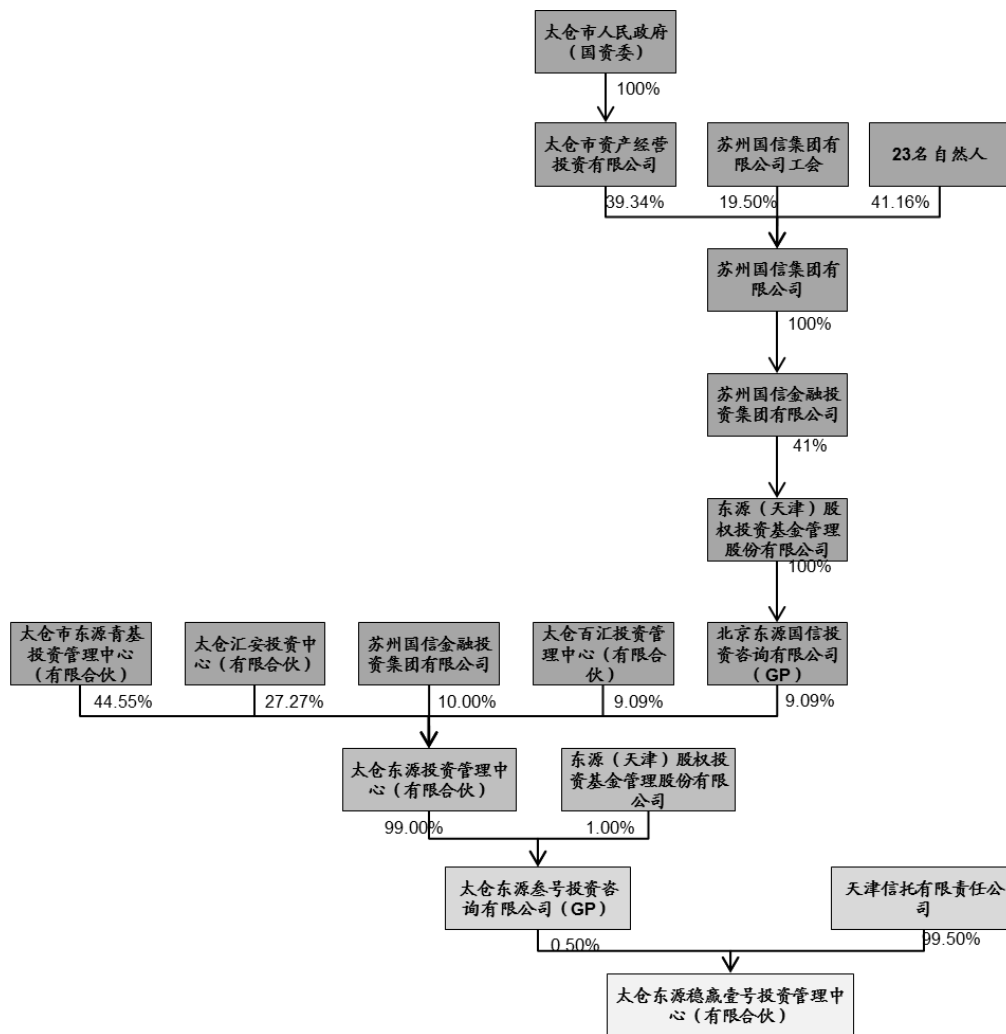 太仓市人民政府
（国资委）
100%
太仓市资产经营
投资有限公司
苏州国信集团有
限公司工会
23名自然人
39.34%
19.50%
41.16%
苏州国信集团有
限公司
100%
苏州国信金融投
资集团有限公司
41%
东源（天津）股
权投资基金管理
股份有限公司
100%
太仓市东源青基
投资管理中心
（有限合伙）
太仓汇安投资中
心（有限合伙）
苏州国信金融投
资集团有限公司
太仓百汇投资管
理中心（有限合
伙）
北京东源国信投
资咨询有限公司
（GP）
44.55%
27.27%
10.00%
9.09%
9.09%
太仓东源投资管理中
心（有限合伙）
东源（天津）股权投
资基金管理股份有限
公司
99.00%
1.00%
太仓东源叁号投资咨
询有限公司（GP）
天津信托有限责任公
司
0.50%
99.50%
太仓东源稳赢壹号投资管理中
心（有限合伙）